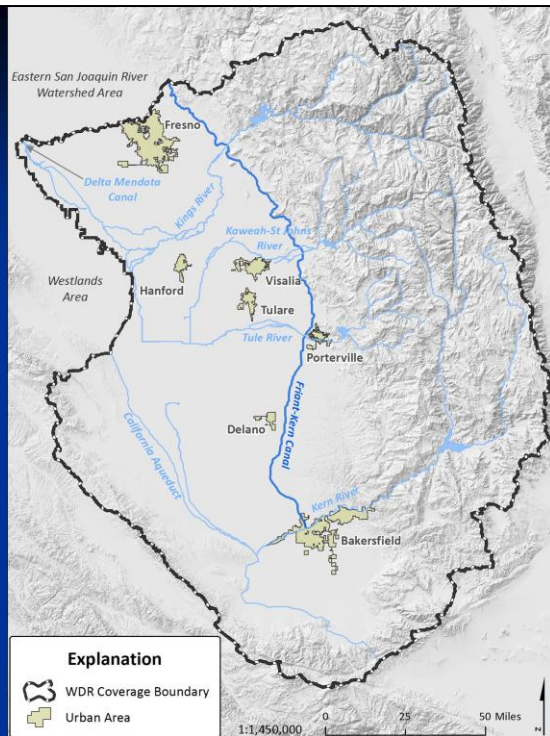 Eastern San Joaquin River
Watershed Area
Fresno
Delta Mendota
Canal
Kings River
Kaweah-St Johns
River
Westlands
Area
Hanford
Visalia
Tulare
Tule River
Porterville
Friant-Kern Canal
Delano
California Aqueduct
Kern River
Bakersfield
Explanation
WDR Coverage Boundary
Urban Area
1:1,450,000
0 25 50 Miles
N